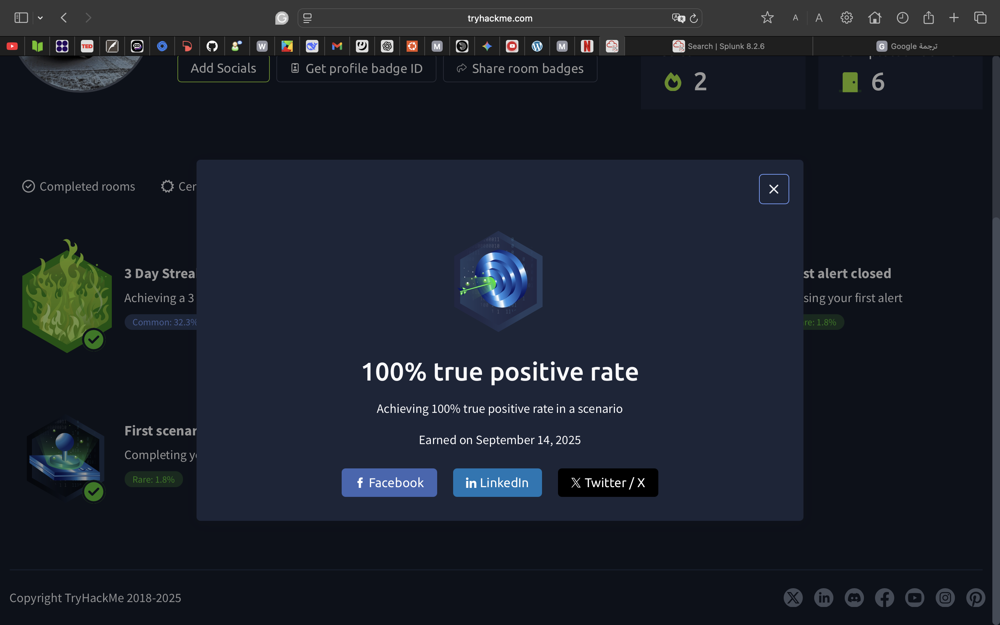 tryhackme.com
TED
W
M
M
N
Search | Splunk 8.2.6
G
Google ترجمة
Add Socials
Get profile badge ID
Share room badges
2
6
Completed rooms
Cer
3 Day Strea
Achieving a 3
Common: 32.3%
st alert closed
sing your first alert
re: 1.8%
First scenar
Completing y
Rare: 1.8%
100% true positive rate
Achieving 100% true positive rate in a scenario
Earned on September 14, 2025
Facebook
LinkedIn
Twitter / X
Copyright TryHackMe 2018-2025